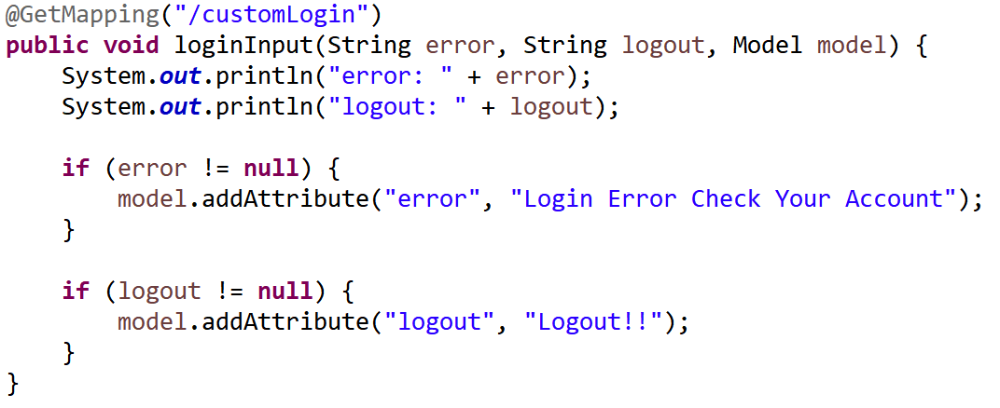 @GetMapping("/customLogin")
public void loginInput(String error, String logout, Model model) {
    System.out.println("error: " + error);
    System.out.println("logout: " + logout);

    if (error != null) {
        model.addAttribute("error", "Login Error Check Your Account");
    }

    if (logout != null) {
        model.addAttribute("logout", "Logout!!");
    }
}